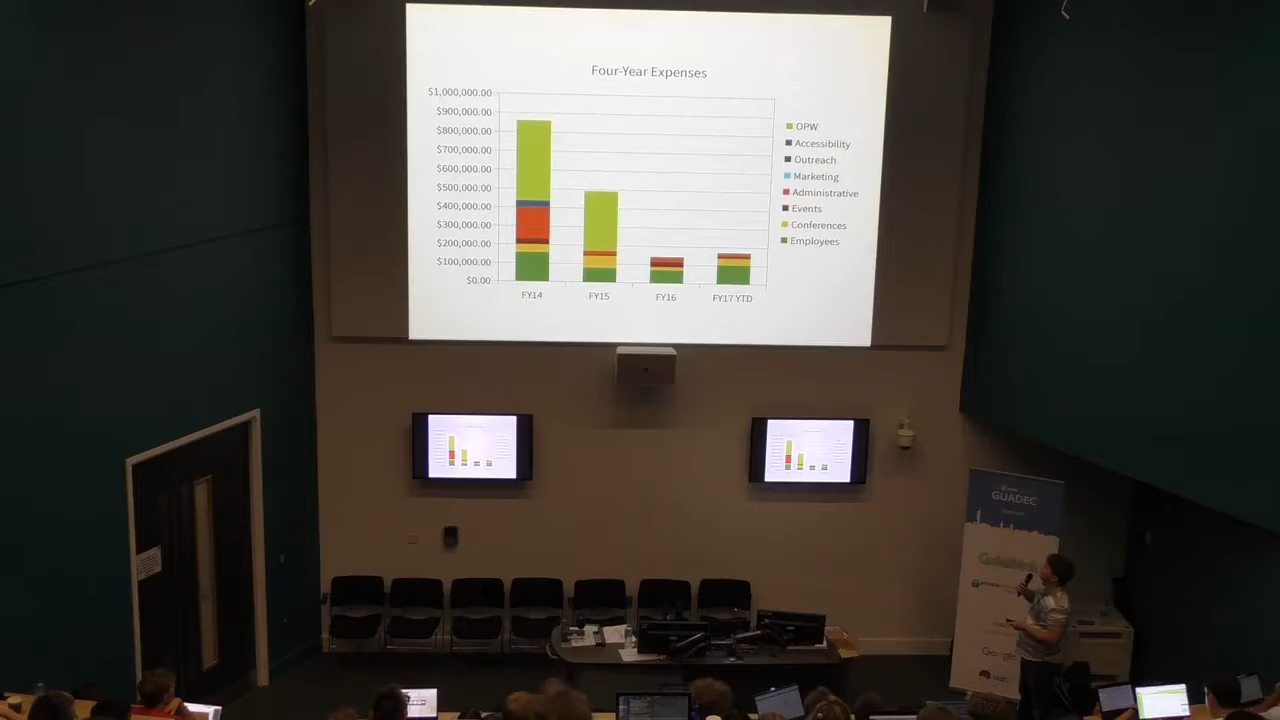 Four-Year Expenses
$1,000,000.00
$900,000.00
$800,000.00
$700,000.00
$600,000.00
$500,000.00
$400,000.00
$300,000.00
$200,000.00
$100,000.00
$0.00
FY14
FY15
FY16
FY17 YTD
OPW
Accessibility
Outreach
Marketing
Administrative
Events
Conferences
Employees
GUADEC
Google